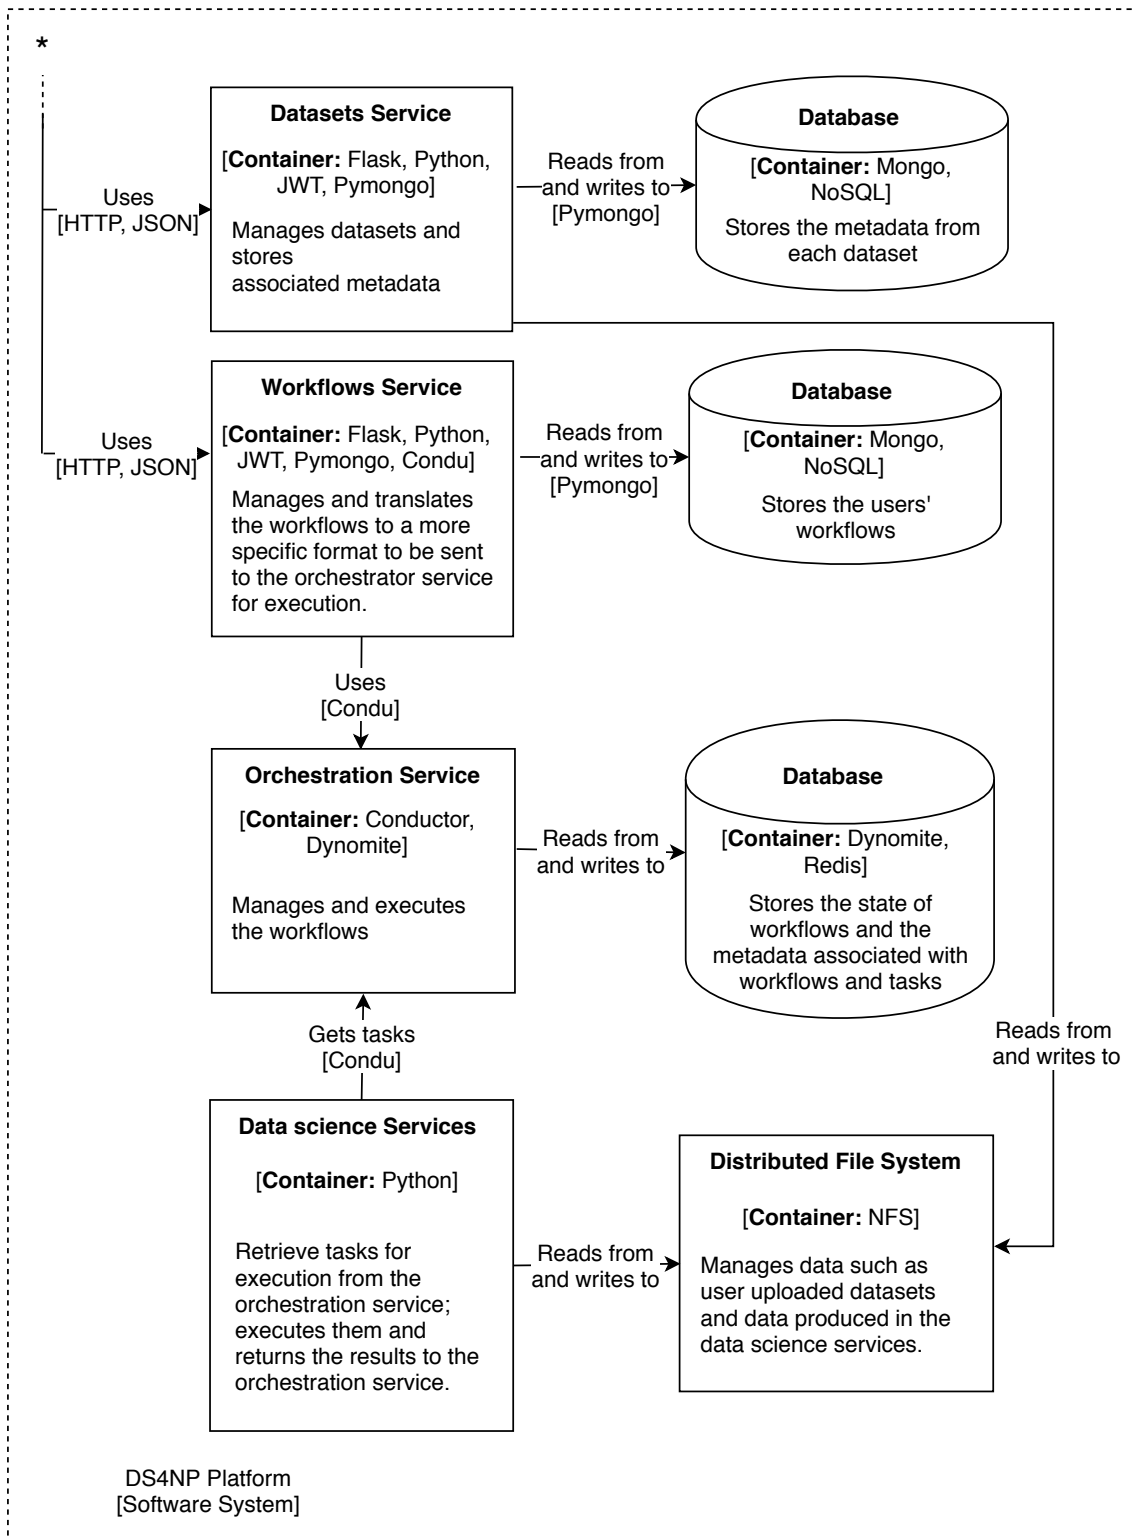 *
Datasets Service
[Container: Flask, Python,
JWT, Pymongo]
Manages datasets and
stores
associated metadata
Uses
[HTTP, JSON]
Reads from
and writes to
[Pymongo]
Database
[Container: Mongo,
NoSQL]
Stores the metadata from
each dataset
Workflows Service
[Container: Flask, Python,
JWT, Pymongo, Condu]
Manages and translates
the workflows to a more
specific format to be sent
to the orchestrator service
for execution.
Uses
[HTTP, JSON]
Reads from
and writes to
[Pymongo]
Database
[Container: Mongo,
NoSQL]
Stores the users'
workflows
Uses
[Condu]
Orchestration Service
[Container: Conductor,
Dynomite]
Manages and executes
the workflows
Reads from
and writes to
Database
[Container: Dynomite,
Redis]
Stores the state of
workflows and the
metadata associated with
workflows and tasks
Gets tasks
[Condu]
Reads from
and writes to
Data science Services
[Container: Python]
Retrieve tasks for
execution from the
orchestration service;
executes them and
returns the results to the
orchestration service.
Reads from
and writes to
Distributed File System
[Container: NFS]
Manages data such as
user uploaded datasets
and data produced in the
data science services.
DS4NP Platform
[Software System]